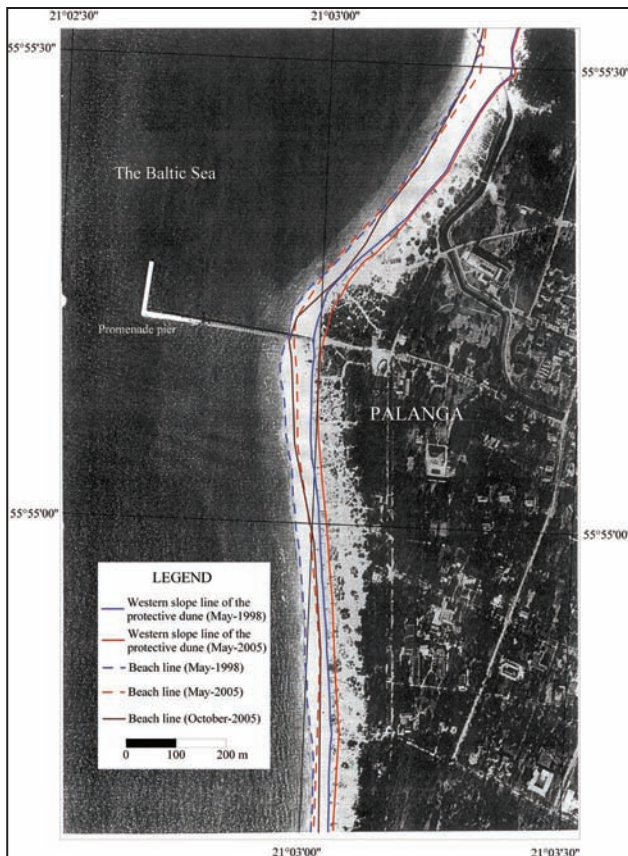 21°02'30"
21°03'00"
55°55'30"
55°55'30"
The Baltic Sea
Promenade pier
PALANGA
55°55'00"
55°55'00"
LEGEND
Western slope line of the
protective dune (May-1998)
Western slope line of the
protective dune (May-2005)
Beach line (May-1998)
Beach line (May-2005)
Beach line (October-2005)
0 100 200 m
21°03'00"
21°03'30"